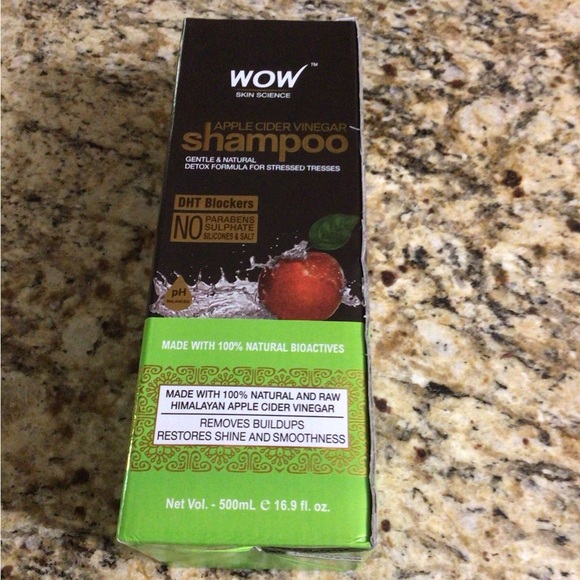 WOW ™
SKIN SCIENCE
APPLE CIDER VINEGAR
shampoo
GENTLE & NATURAL
DETOX FORMULA FOR STRESSED TRESSES
DHT Blockers
NO PARABENS
SULPHATE
SILICONES & SALT
pH
MADE WITH 100% NATURAL BIOACTIVES
MADE WITH 100% NATURAL AND RAW
HIMALAYAN APPLE CIDER VINEGAR
REMOVES BUILDUPS
RESTORES SHINE AND SMOOTHNESS
Net Vol. - 500mL ℮ 16.9 fl. oz.